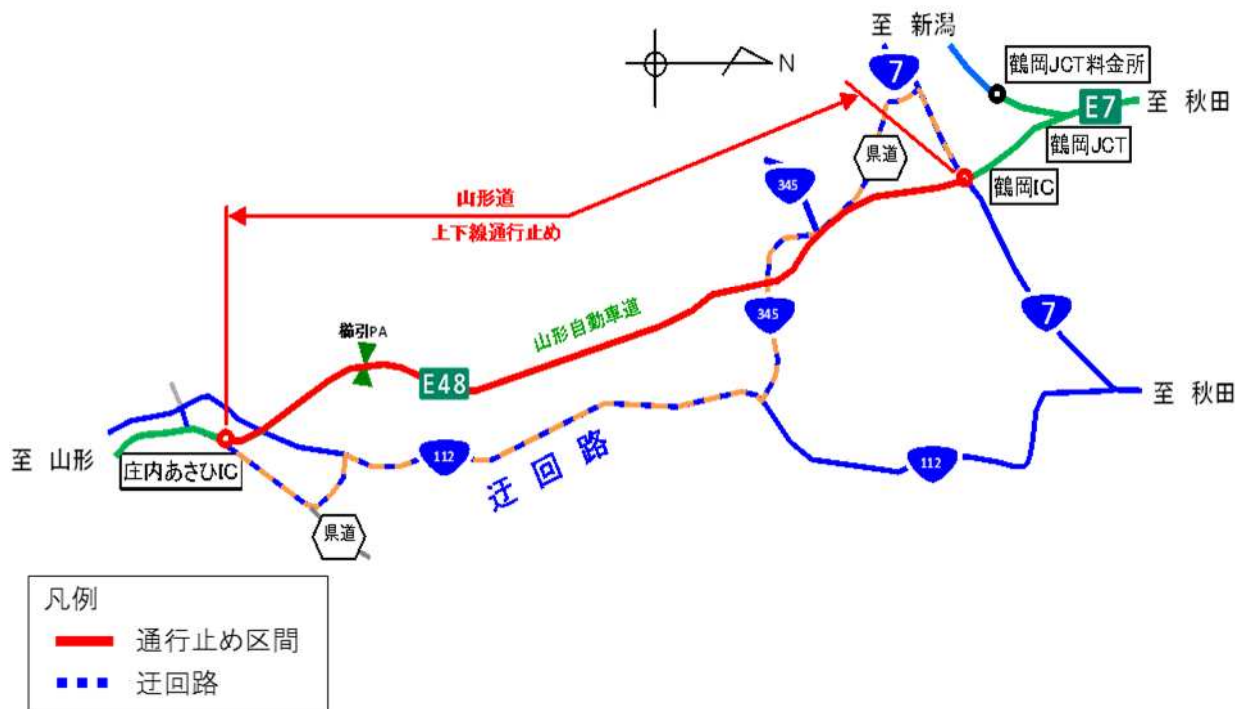 至 新潟
7
鶴岡JCT料金所
N
E7
至 秋田
鶴岡JCT
県道
鶴岡IC
345
山形道
上下線通行止め
345
7
山形自動車道
櫛引PA
E48
至 秋田
至 山形
庄内あさひIC
112
迂回路
112
県道
凡例
通行止め区間
迂回路